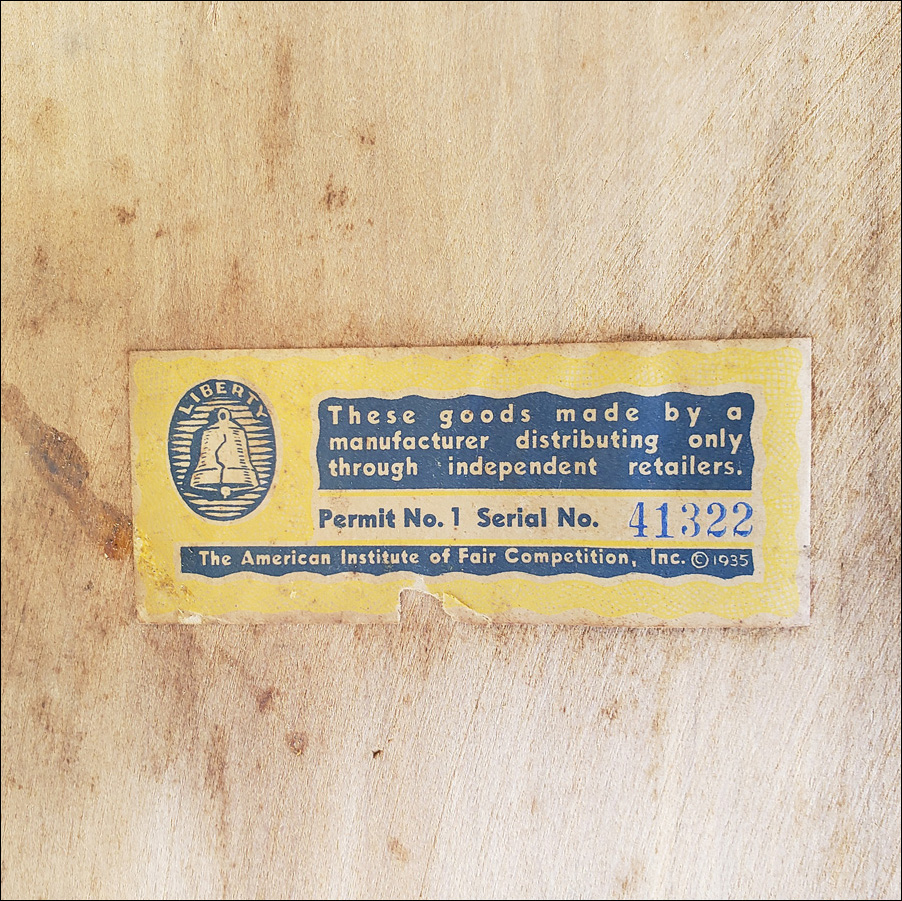 LIBERTY
These goods made by a
manufacturer distributing only
through independent retailers.
Permit No. 1 Serial No. 41322
The American Institute of Fair Competition, Inc. © 1935